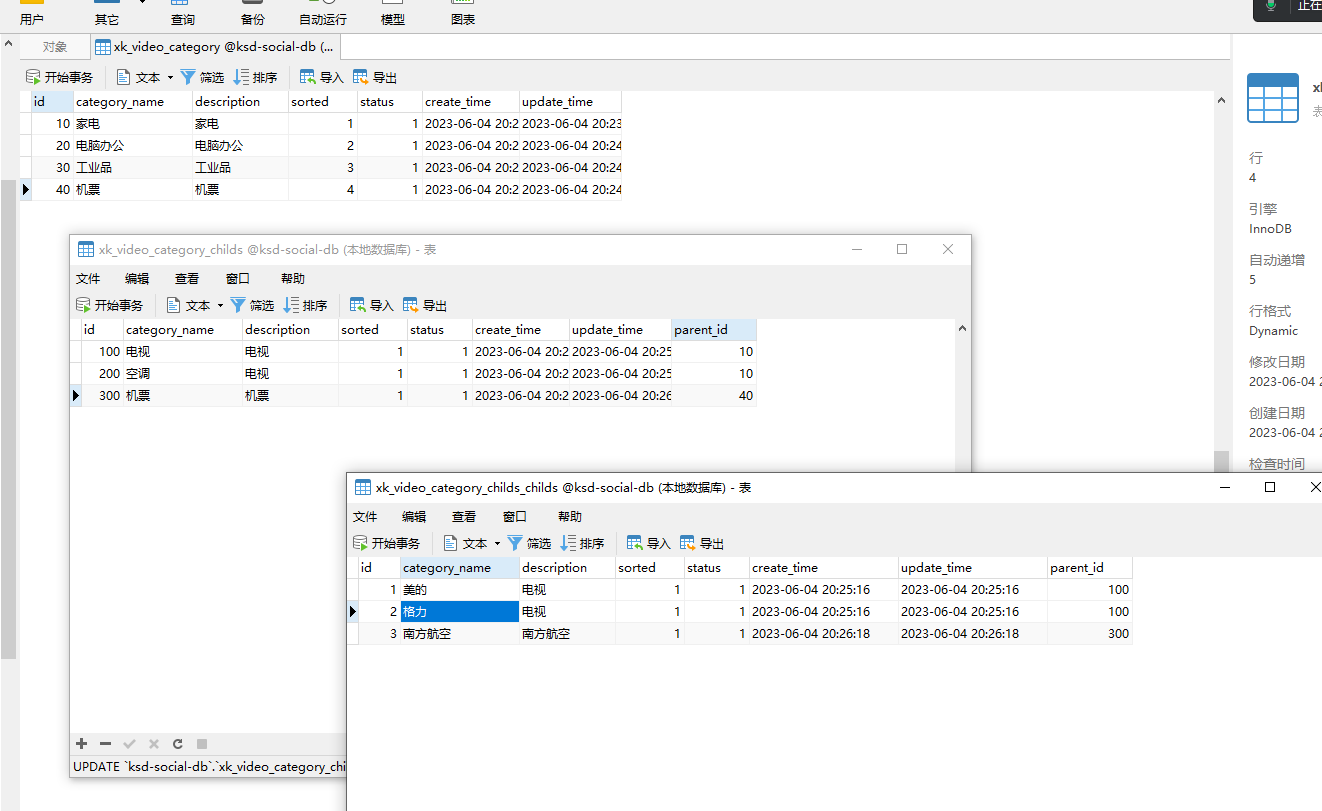 用户 其它 查询 备份 自动运行 模型 图表
对象 xk_video_category @ksd-social-db (...
开始事务 文本 筛选 排序 导入 导出
id category_name description sorted status create_time update_time
10 家电 家电 1 1 2023-06-04 20:2 2023-06-04 20:23
20 电脑办公 电脑办公 2 1 2023-06-04 20:2 2023-06-04 20:24
30 工业品 工业品 3 1 2023-06-04 20:2 2023-06-04 20:24
40 机票 机票 4 1 2023-06-04 20:2 2023-06-04 20:24
xk_video_category_childs @ksd-social-db (本地数据库) - 表
文件 编辑 查看 窗口 帮助
开始事务 文本 筛选 排序 导入 导出
id category_name description sorted status create_time update_time parent_id
100 电视 电视 1 1 2023-06-04 20:2 2023-06-04 20:25 10
200 空调 电视 1 1 2023-06-04 20:2 2023-06-04 20:25 10
300 机票 机票 1 1 2023-06-04 20:2 2023-06-04 20:26 40
UPDATE `ksd-social-db`.`xk_video_category_chi
xk_video_category_childs_childs @ksd-social-db (本地数据库) - 表
文件 编辑 查看 窗口 帮助
开始事务 文本 筛选 排序 导入 导出
id category_name description sorted status create_time update_time parent_id
1 美的 电视 1 1 2023-06-04 20:25:16 2023-06-04 20:25:16 100
2 格力 电视 1 1 2023-06-04 20:25:16 2023-06-04 20:25:16 100
3 南方航空 南方航空 1 1 2023-06-04 20:26:18 2023-06-04 20:26:18 300
正在
表
行
4
引擎
InnoDB
自动递增
5
行格式
Dynamic
修改日期
2023-06-04 2
创建日期
2023-06-04 2
检查时间